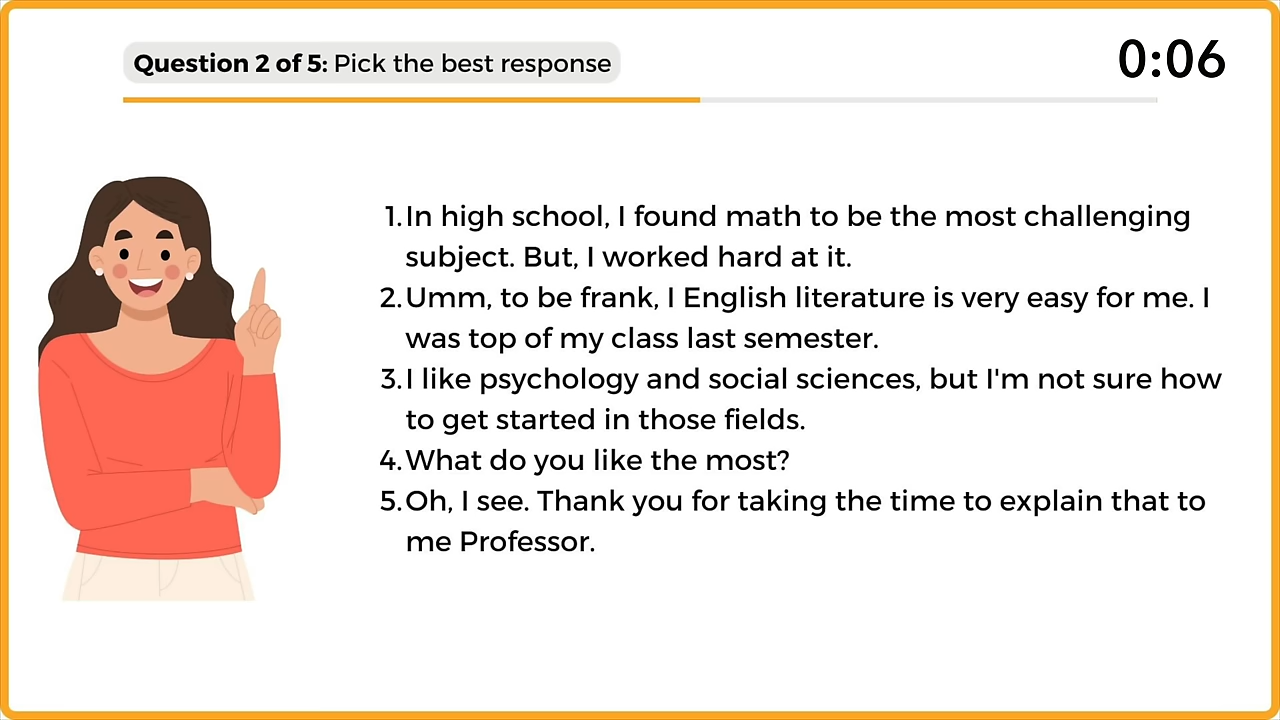 Question 2 of 5: Pick the best response
0:06
1. In high school, I found math to be the most challenging
subject. But, I worked hard at it.
2. Umm, to be frank, I English literature is very easy for me. I
was top of my class last semester.
3. I like psychology and social sciences, but I'm not sure how
to get started in those fields.
4. What do you like the most?
5. Oh, I see. Thank you for taking the time to explain that to
me Professor.